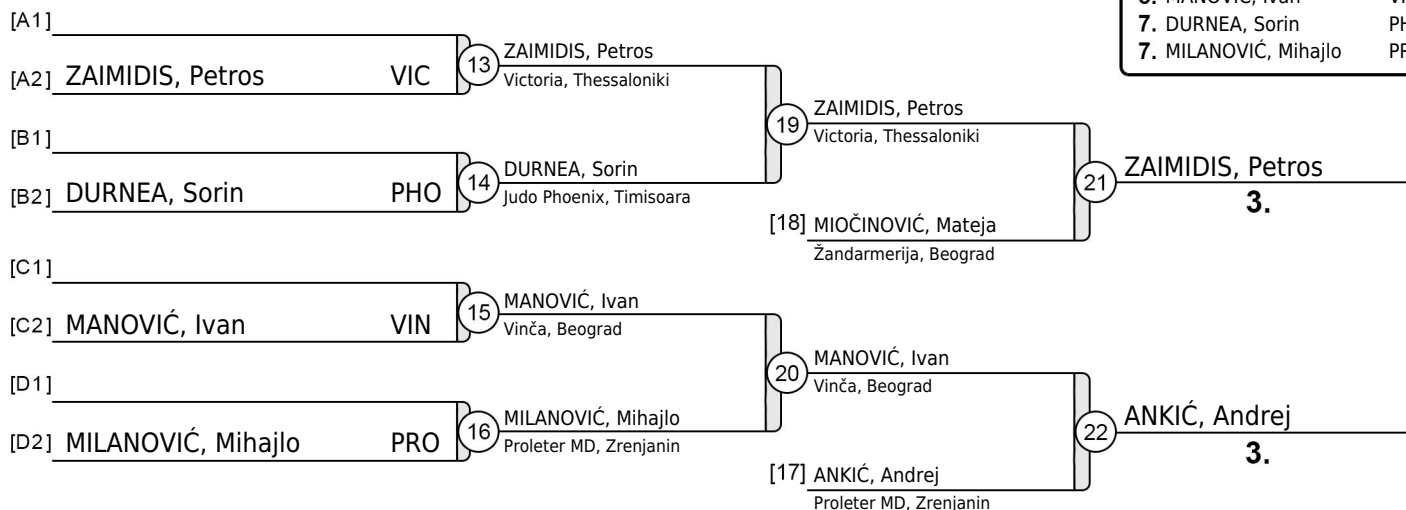 7. DURNEA, Sorin
7. MILANOVIĆ, Mihajlo
[A1]
[A2] ZAIMIDIS, Petros VIC
13
ZAIMIDIS, Petros
Victoria, Thessaloniki
[B1]
[B2] DURNEA, Sorin PHO
14
DURNEA, Sorin
Judo Phoenix, Timisoara
19
ZAIMIDIS, Petros
Victoria, Thessaloniki
[18] MIOČINOVIĆ, Mateja
Žandarmerija, Beograd
21
ZAIMIDIS, Petros
3.
[C1]
[C2] MANOVIĆ, Ivan VIN
15
MANOVIĆ, Ivan
Vinča, Beograd
[D1]
[D2] MILANOVIĆ, Mihajlo PRO
16
MILANOVIĆ, Mihajlo
Proleter MD, Zrenjanin
20
MANOVIĆ, Ivan
Vinča, Beograd
[17] ANKIĆ, Andrej
Proleter MD, Zrenjanin
22
ANKIĆ, Andrej
3.